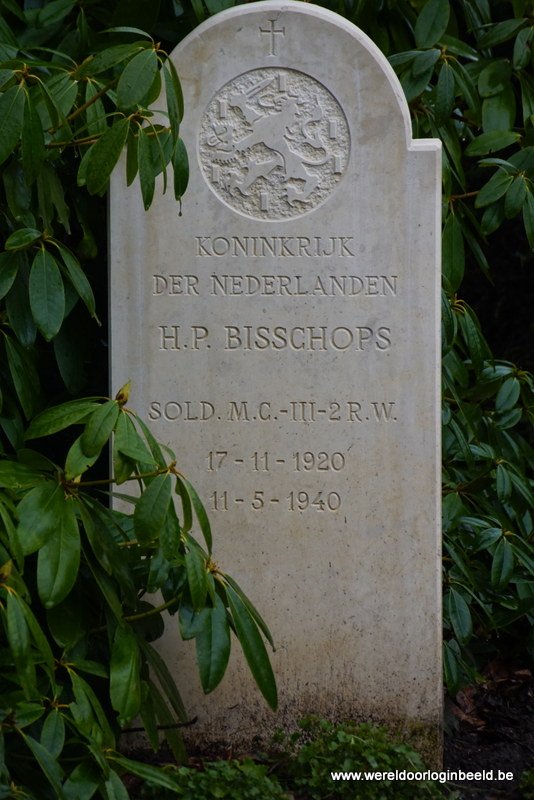 KONINKRIJK
DER NEDERLANDEN
H.P. BISSCHOPS
SOLD. M.C.-III-2 R.W.
17-11-1920
11-5-1940
www.wereldoorloginbeeld.be